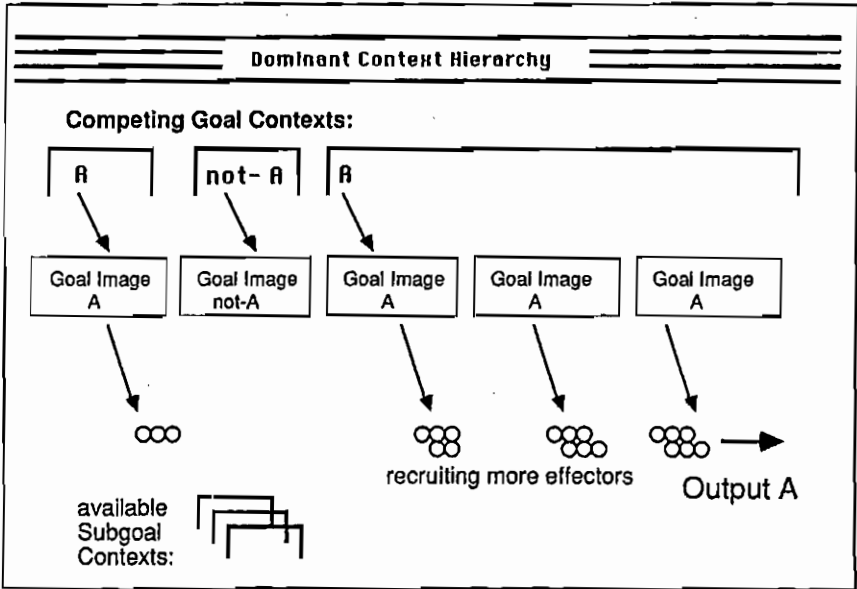 Dominant Context Hierarchy
Competing Goal Contexts:
A
not- A
A
Goal Image
A
Goal Image
not-A
Goal Image
A
Goal Image
A
Goal Image
A
recruiting more effectors
Output A
available
Subgoal
Contexts: